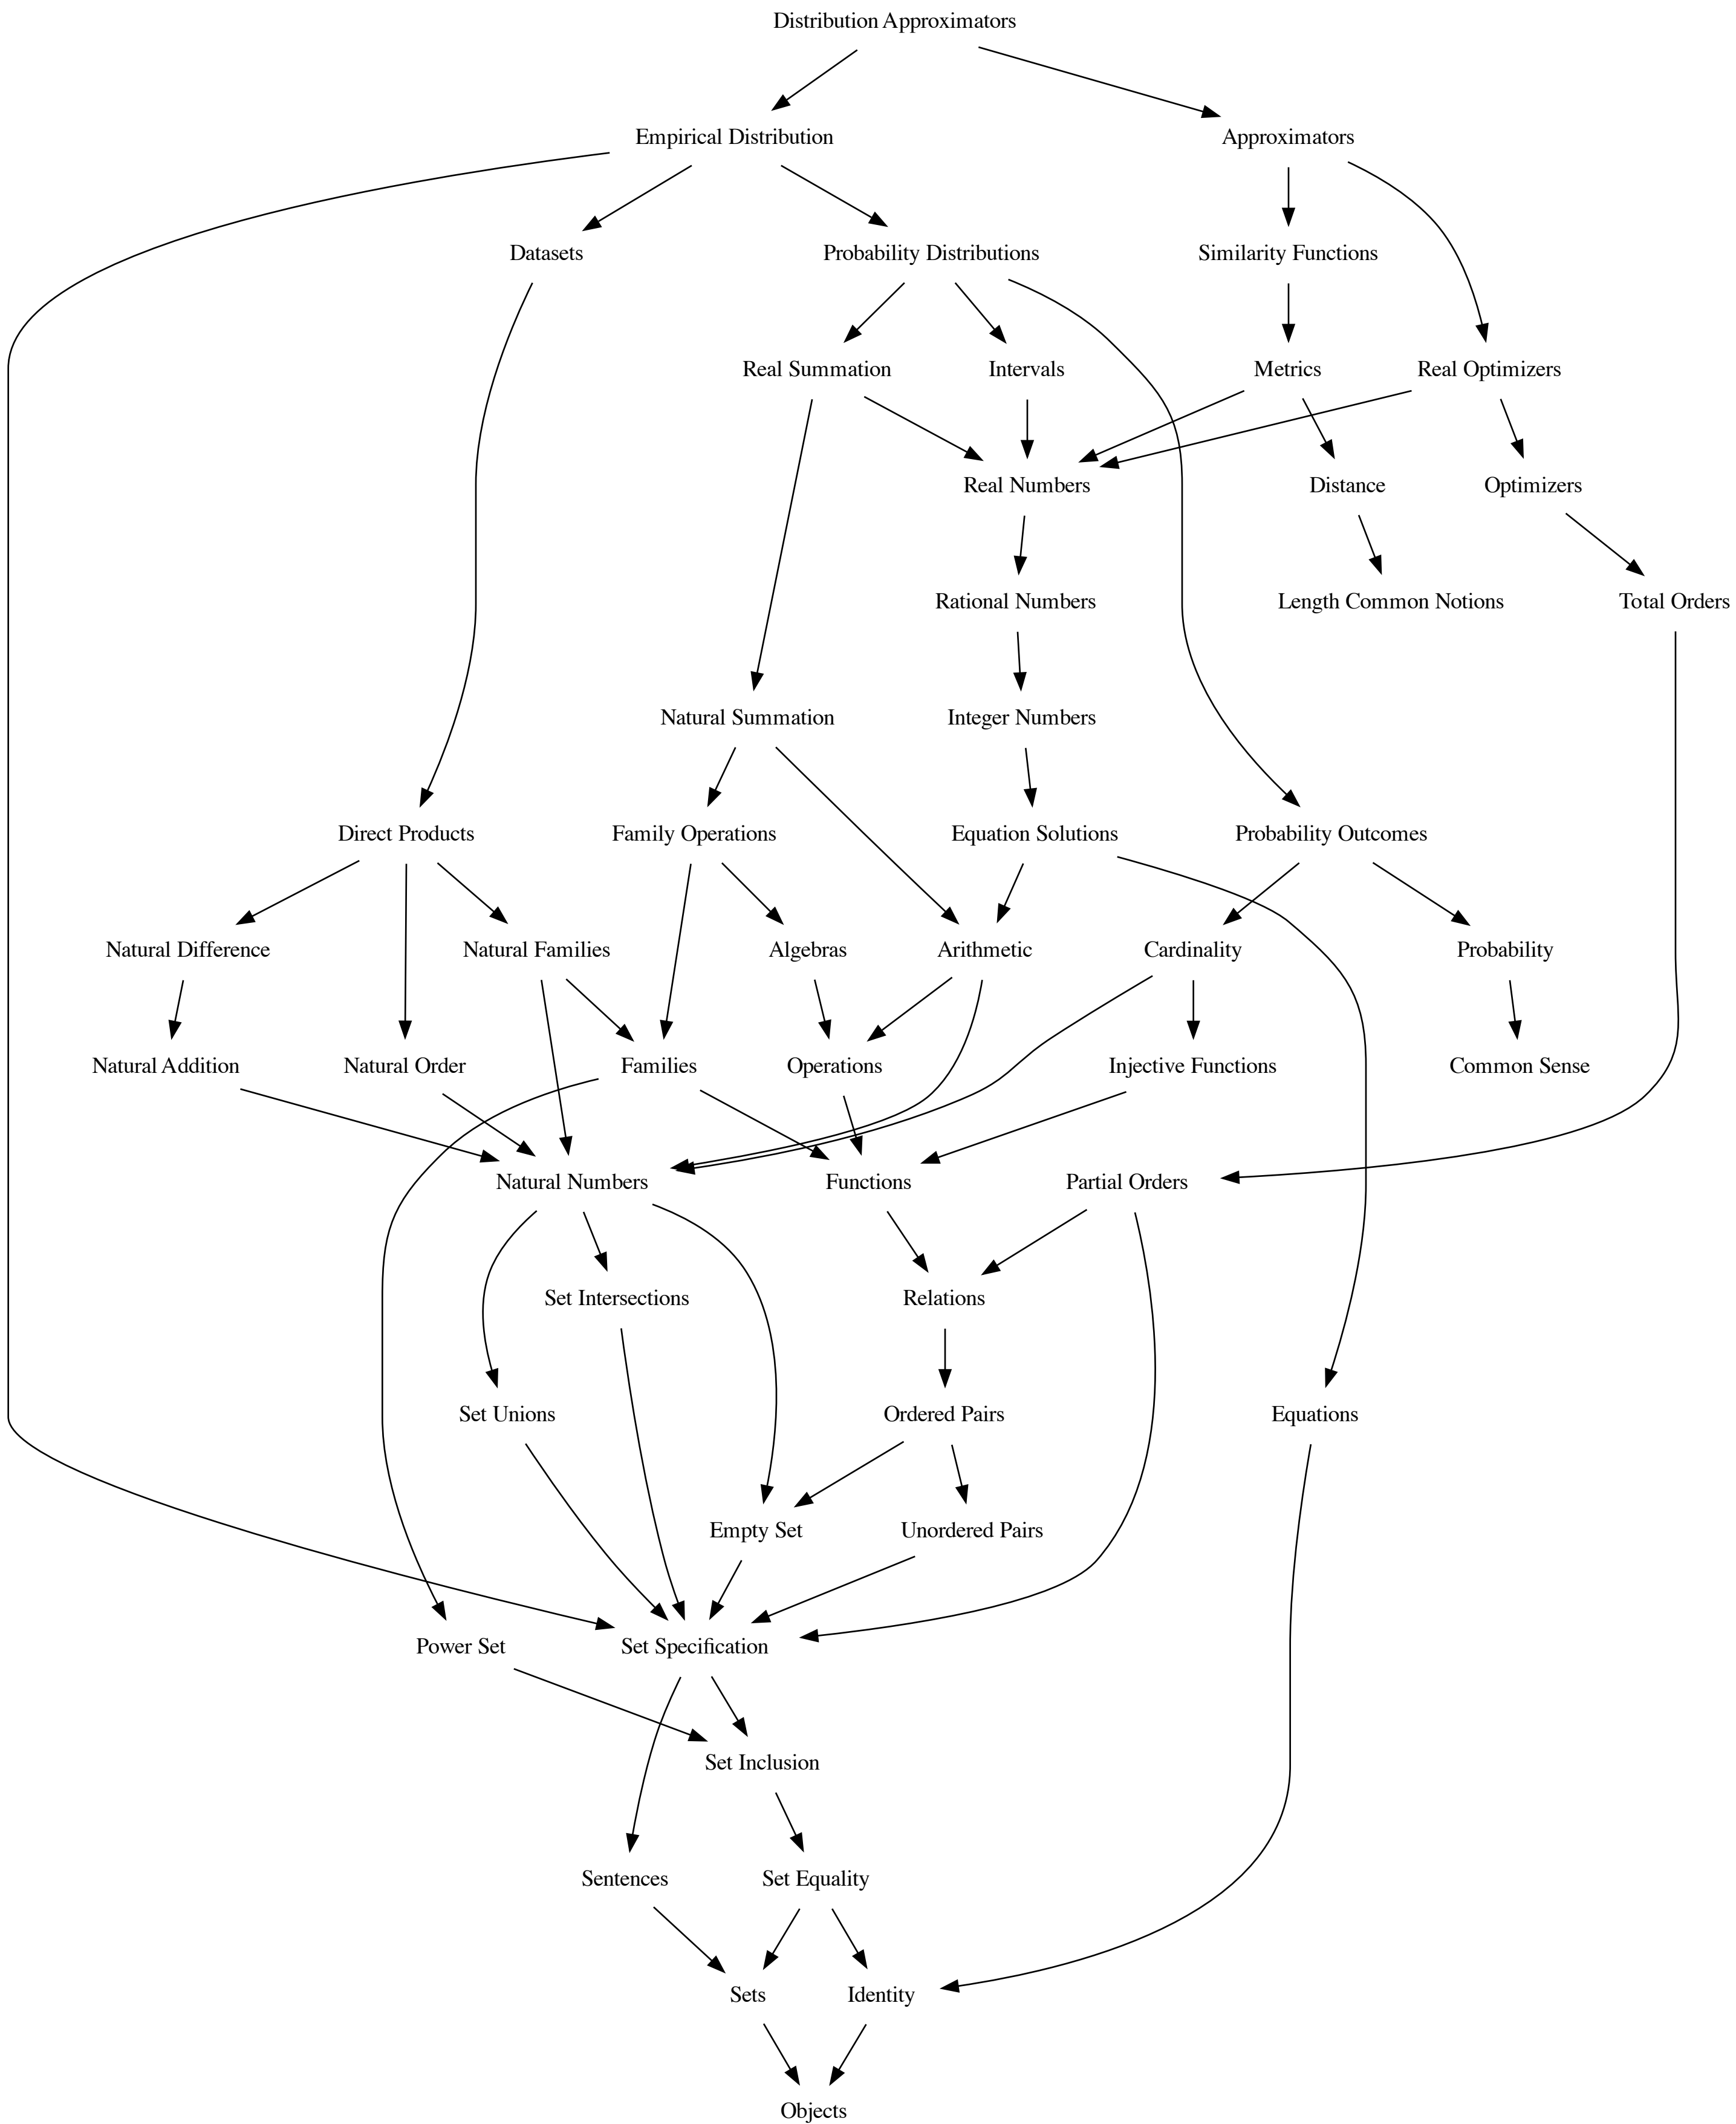 Distribution Approximators
Empirical Distribution
Approximators
Datasets
Probability Distributions
Similarity Functions
Real Summation
Intervals
Metrics
Real Optimizers
Real Numbers
Distance
Optimizers
Rational Numbers
Length Common Notions
Total Orders
Natural Summation
Integer Numbers
Direct Products
Family Operations
Equation Solutions
Probability Outcomes
Natural Difference
Natural Families
Algebras
Arithmetic
Cardinality
Probability
Natural Addition
Natural Order
Families
Operations
Injective Functions
Common Sense
Natural Numbers
Functions
Partial Orders
Set Intersections
Relations
Set Unions
Ordered Pairs
Equations
Empty Set
Unordered Pairs
Power Set
Set Specification
Set Inclusion
Sentences
Set Equality
Sets
Identity
Objects